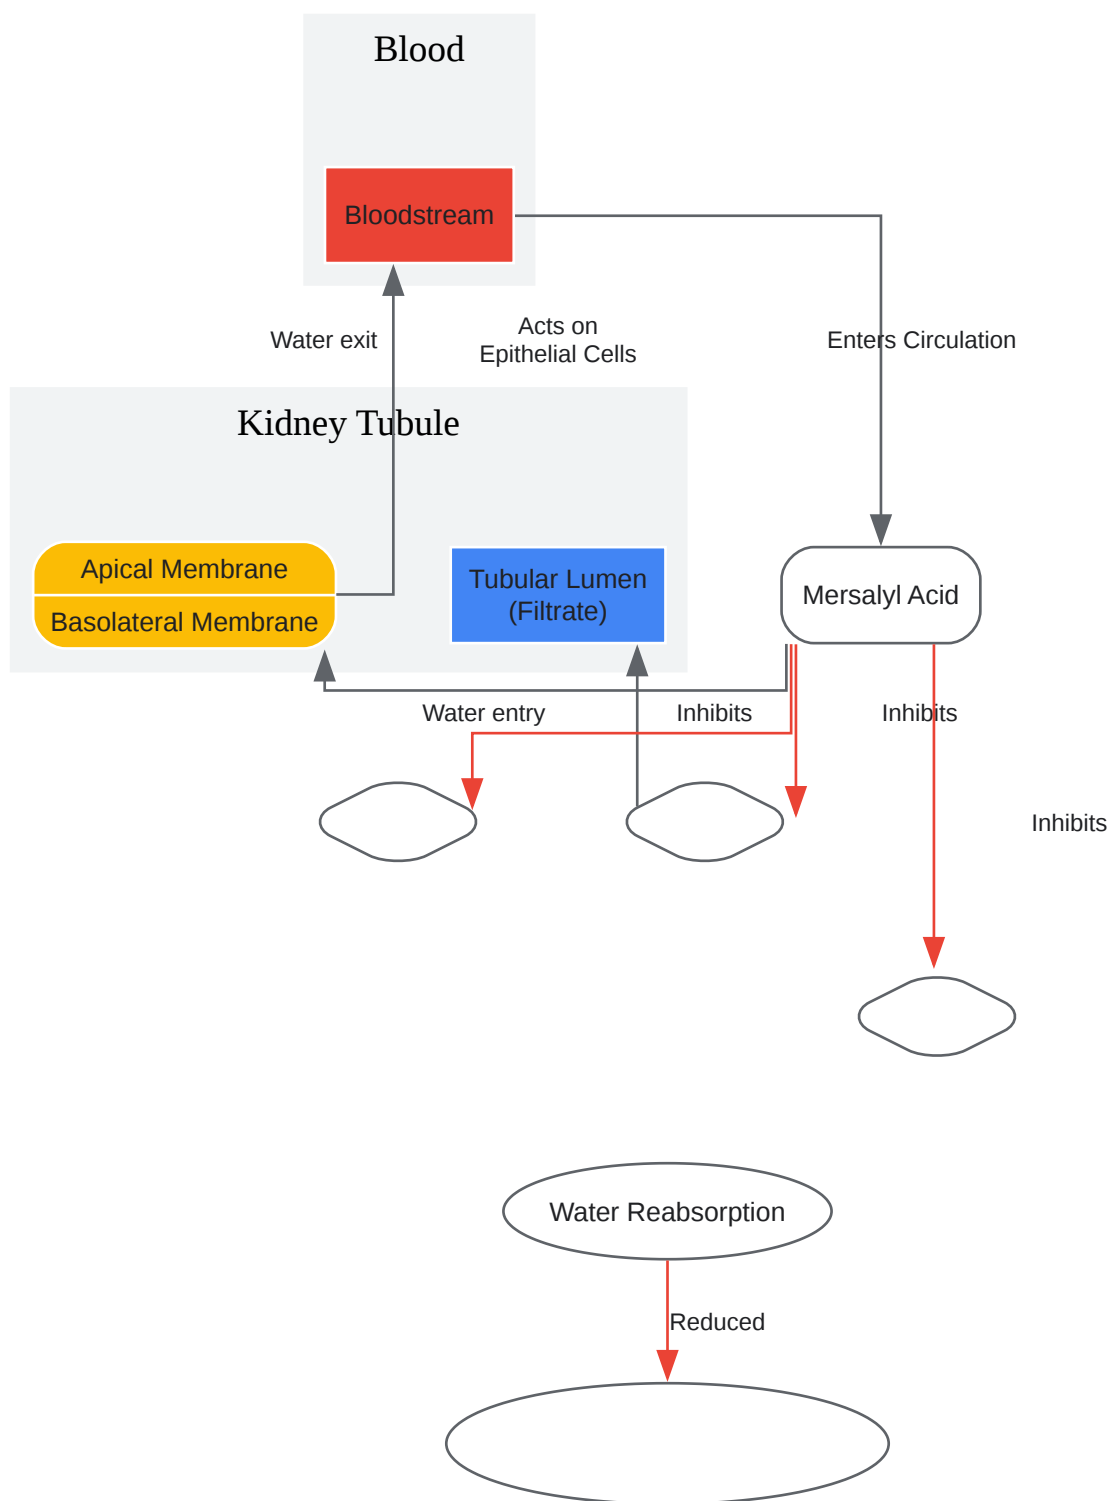 Blood
Bloodstream
Water exit
Acts on
Epithelial Cells
Enters Circulation
Kidney Tubule
Apical Membrane
Basolateral Membrane
Tubular Lumen
(Filtrate)
Mersalyl Acid
Water entry
Inhibits
Inhibits
Inhibits
Water Reabsorption
Reduced